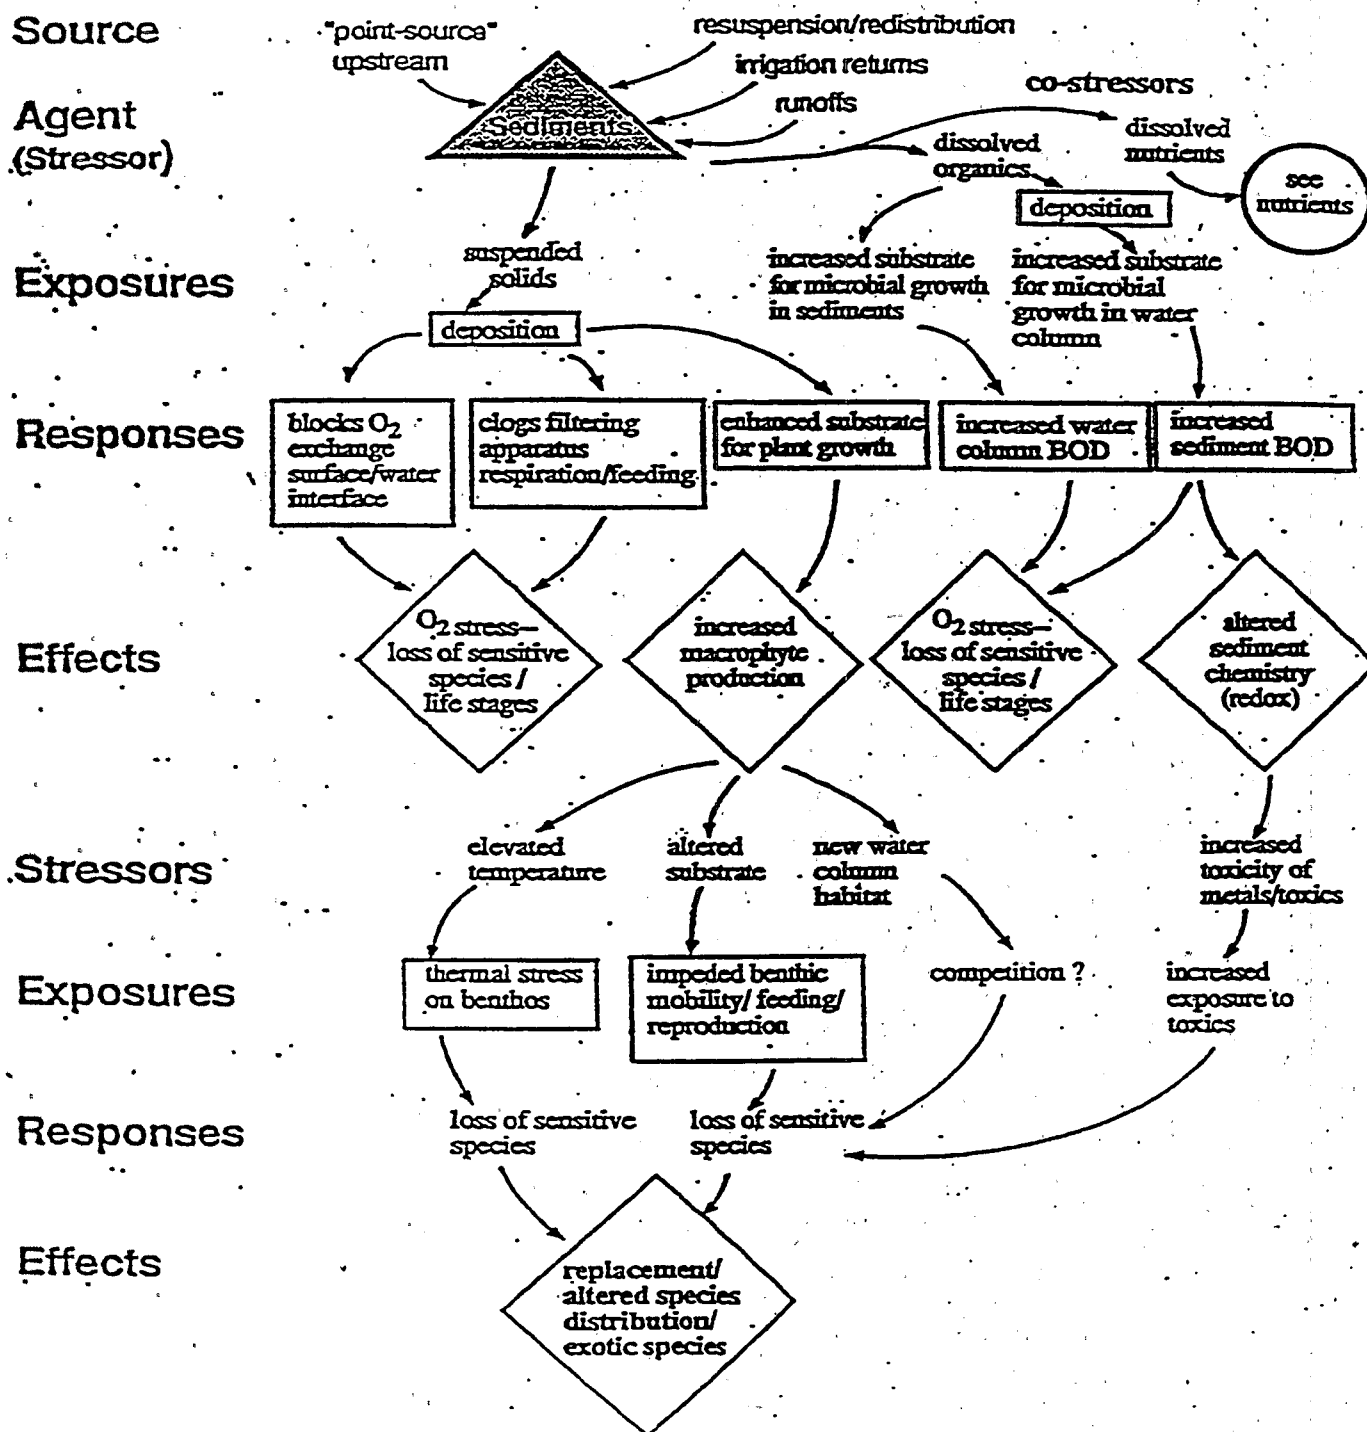 Source
"point-source"
upstream
resuspension/redistribution
irrigation returns
runoffs
co-stressors
Agent
(Stressor)
Sediments
dissolved
organics
dissolved
nutrients
see
nutrients
deposition
Exposures
suspended
solids
deposition
increased substrate
for microbial growth
in sediments
increased substrate
for microbial
growth in water
column
Responses
blocks O2
exchange
surface/water
interface
clogs filtering
apparatus
respiration/feeding
enhanced substrate
for plant growth
increased water
column BOD
increased
sediment BOD
Effects
O2 stress–
loss of sensitive
species /
life stages
increased
macrophyte
production
O2 stress–
loss of sensitive
species /
life stages
altered
sediment
chemistry
(redox)
Stressors
elevated
temperature
altered
substrate
new water
column
habitat
increased
toxicity of
metals/toxics
Exposures
thermal stress
on benthos
impeded benthic
mobility/ feeding/
reproduction
competition ?
increased
exposure to
toxics
Responses
loss of sensitive
species
loss of sensitive
species
Effects
replacement/
altered species
distribution/
exotic species